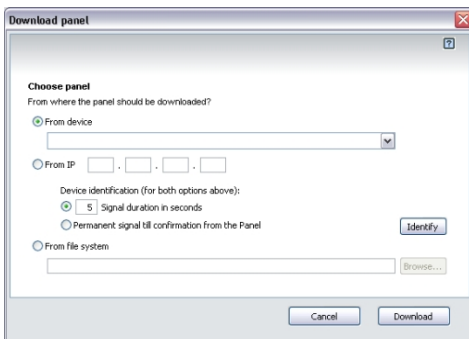 Download panel
?
Choose panel
From where the panel should be downloaded?
From device
From IP . . .
Device identification (for both options above):
5 Signal duration in seconds
Permanent signal till confirmation from the Panel
Identify
From file system
Browse...
Cancel Download